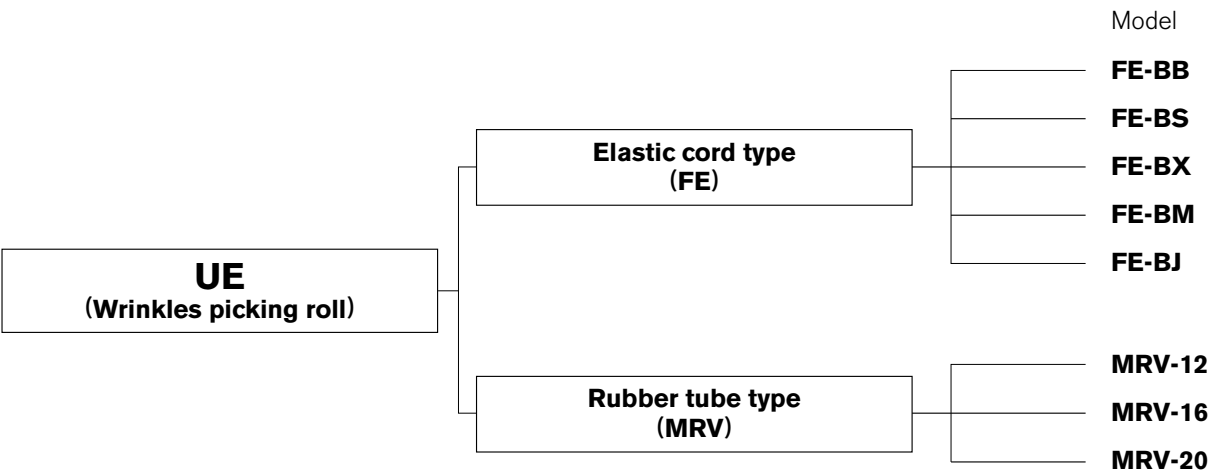 Model
FE-BB
FE-BS
Elastic cord type
(FE)
FE-BX
FE-BM
FE-BJ
UE
(Wrinkles picking roll)
MRV-12
Rubber tube type
(MRV)
MRV-16
MRV-20